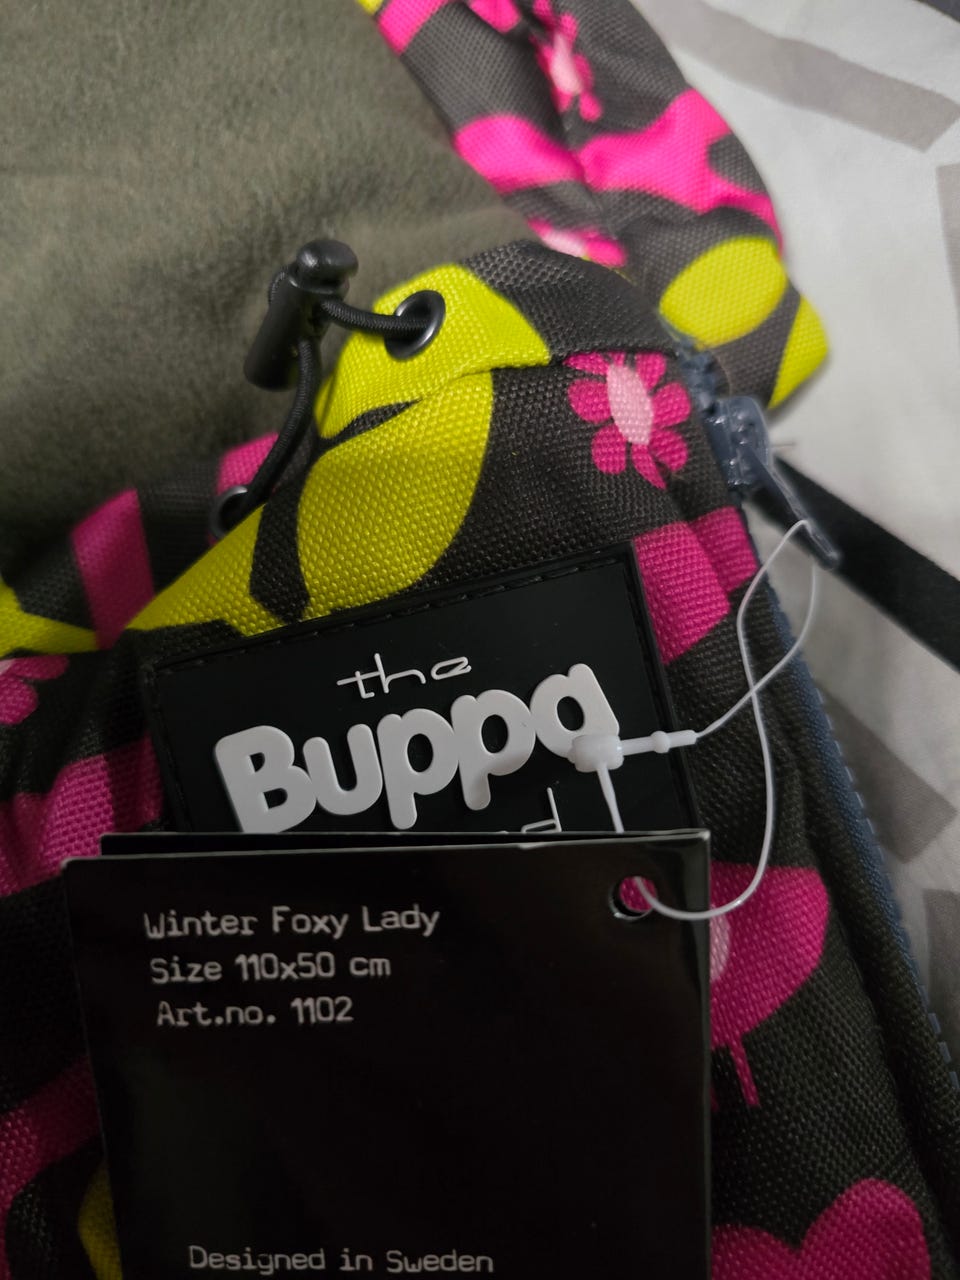 the
Buppa
Winter Foxy Lady
Size 110x50 cm
Art.no. 1102
Designed in Sweden